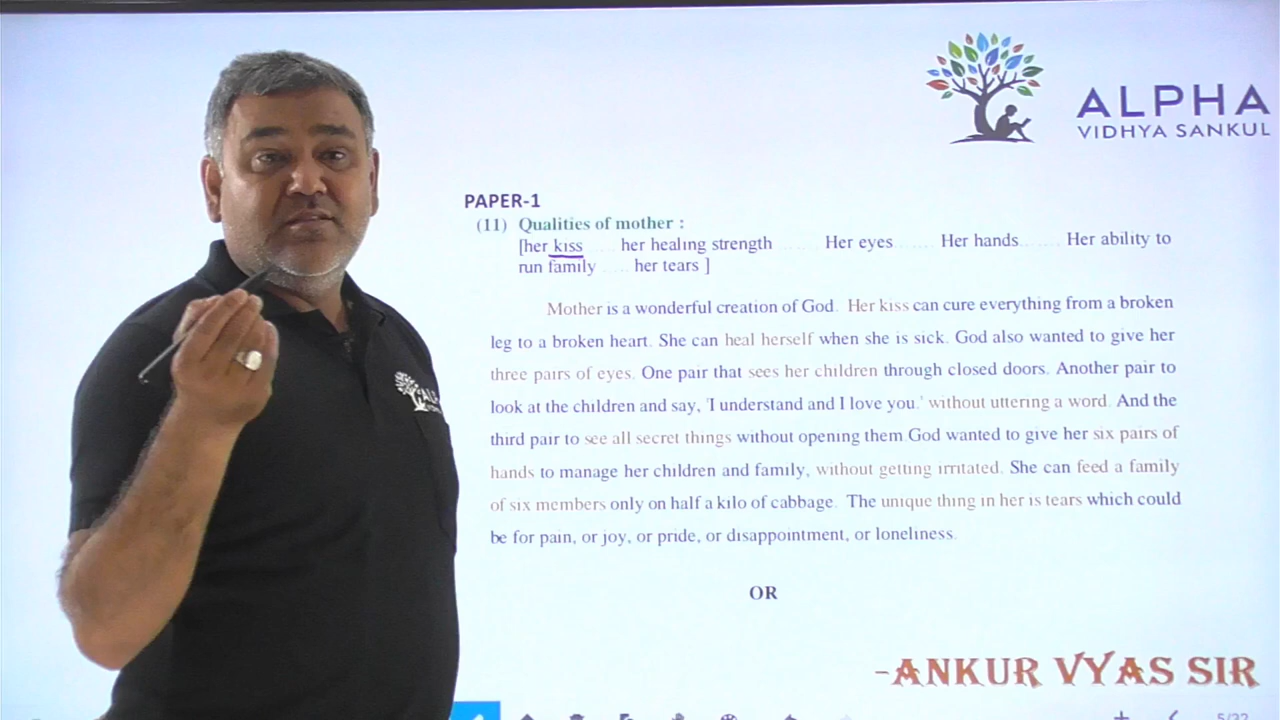 ALPHA
VIDHYA SANKUL
PAPER-1
(11) Qualities of mother :
[her kiss ..... her healing strength ....... Her eyes ....... Her hands ....... Her ability to
run family ..... her tears ]
Mother is a wonderful creation of God. Her kiss can cure everything from a broken
leg to a broken heart. She can heal herself when she is sick. God also wanted to give her
three pairs of eyes. One pair that sees her children through closed doors. Another pair to
look at the children and say, 'I understand and I love you.' without uttering a word. And the
third pair to see all secret things without opening them.God wanted to give her six pairs of
hands to manage her children and family, without getting irritated. She can feed a family
of six members only on half a kilo of cabbage. The unique thing in her is tears which could
be for pain, or joy, or pride, or disappointment, or loneliness.
OR
-ANKUR VYAS SIR
5/22